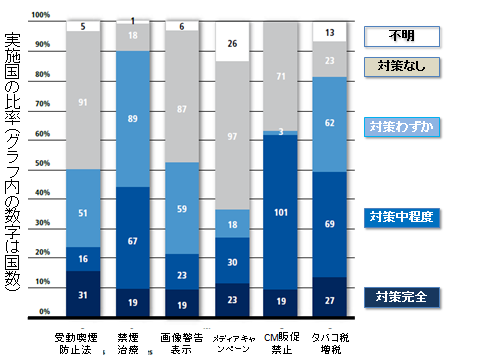 実施国の比率（グラフ内の数字は国数）
100%
90%
80%
70%
60%
50%
40%
30%
20%
10%
0%
5
91
51
16
31
1
18
89
67
19
6
87
59
23
19
26
97
18
30
23
71
3
101
19
13
23
62
69
27
受動喫煙
防止法
禁煙
治療
画像警告
表示
メディアキャ
ンペーン
CM販促
禁止
タバコ税
増税
不明
対策なし
対策わずか
対策中程度
対策完全